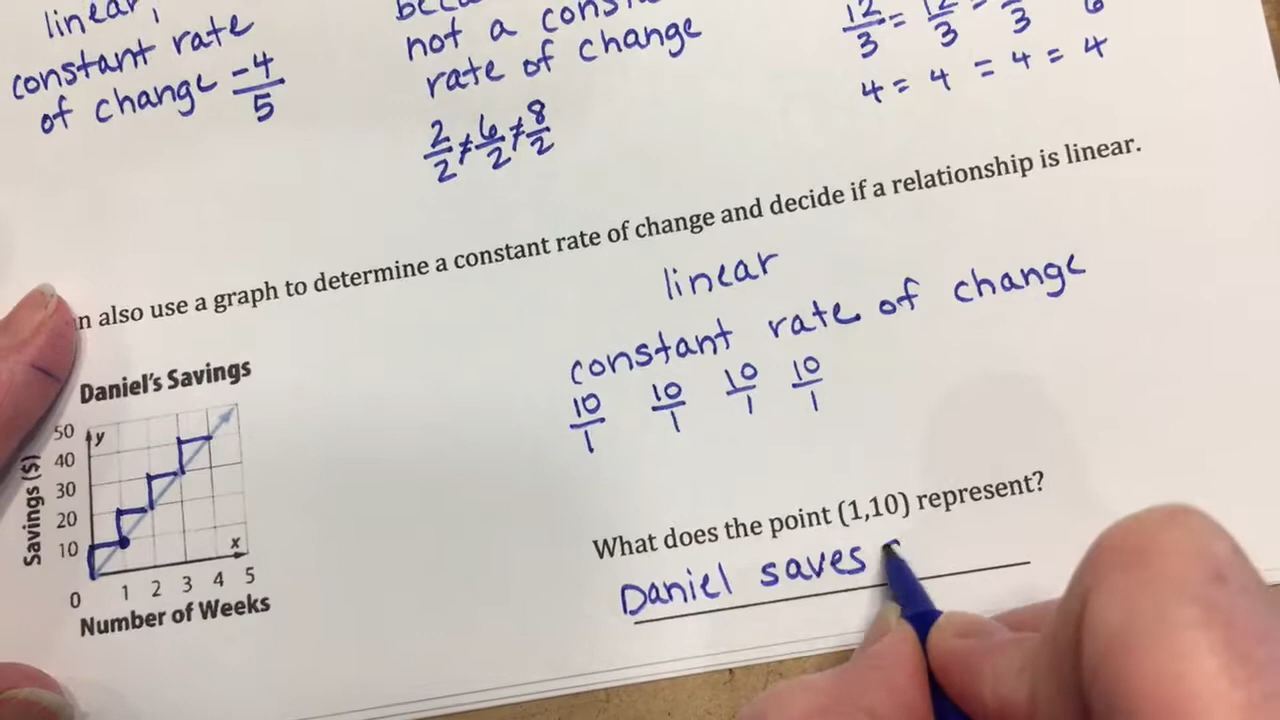 linear,
constant rate
of change -4/5
not a
rate of change
2/2 ≠ 6/2 ≠ 8/2
12/3 = 12/3 =
4 = 4 = 4 = 4
n also use a graph to determine a constant rate of change and decide if a relationship is linear.
linear
constant rate of change
10/1 10/1 10/1 10/1
Daniel's Savings
Savings ($)
50
40
30
20
10
0
y
x
1 2 3 4 5
Number of Weeks
What does the point (1,10) represent?
Daniel saves